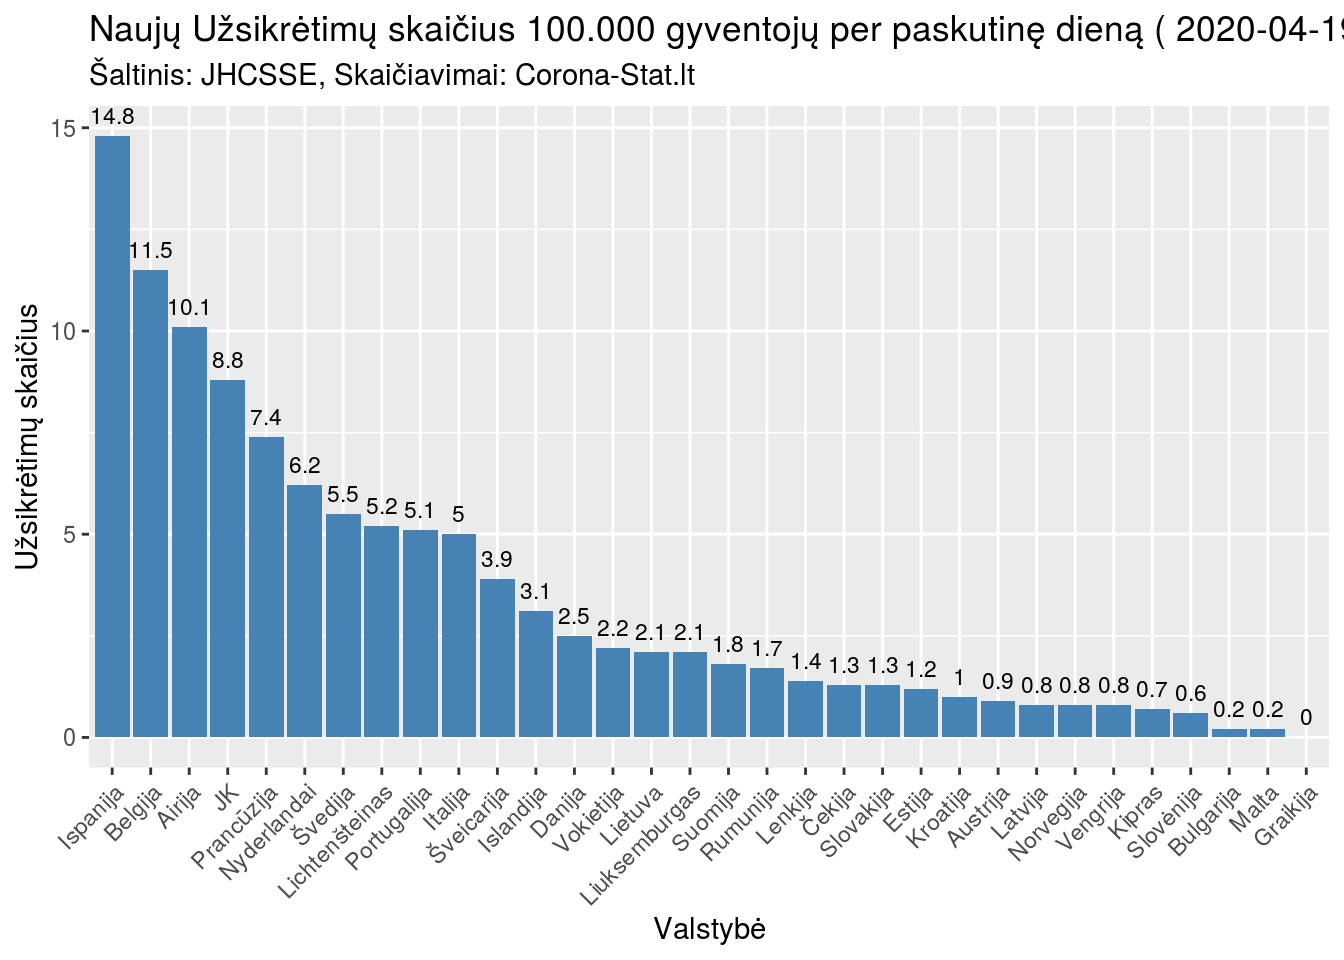 Naujų Užsikrėtimų skaičius 100.000 gyventojų per paskutinę dieną ( 2020-04-19
Šaltinis: JHCSSE, Skaičiavimai: Corona-Stat.lt
Užsikrėtimų skaičius
15
10
5
0
14.8
11.5
10.1
8.8
7.4
6.2
5.5
5.2
5.1
5
3.9
3.1
2.5
2.2
2.1
2.1
1.8
1.7
1.4
1.3
1.3
1.2
1
0.9
0.8
0.8
0.8
0.7
0.6
0.2
0.2
0
Ispanija
Belgija
Airija
JK
Prancūzija
Nyderlandai
Švedija
Lichtenšteinas
Portugalija
Italija
Šveicarija
Islandija
Danija
Vokietija
Lietuva
Liuksemburgas
Suomija
Rumunija
Lenkija
Čekija
Slovakija
Estija
Kroatija
Austrija
Latvija
Norvegija
Vengrija
Kipras
Slovėnija
Bulgarija
Malta
Graikija
Valstybė